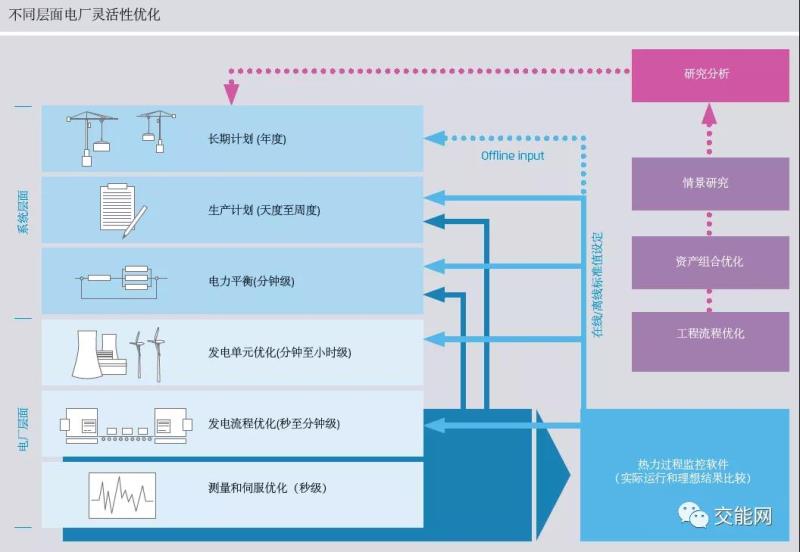 不同层面电厂灵活性优化
研究分析
长期计划 (年度)
Offline input
情景研究
生产计划 (天度至周度)
系统层面
资产组合优化
电力平衡(分钟级)
在线/离线标准值设定
工程流程优化
发电单元优化(分钟至小时级)
发电流程优化(秒至分钟级)
电厂层面
热力过程监控软件
(实际运行和理想结果比较)
测量和伺服优化（秒级）
交能网